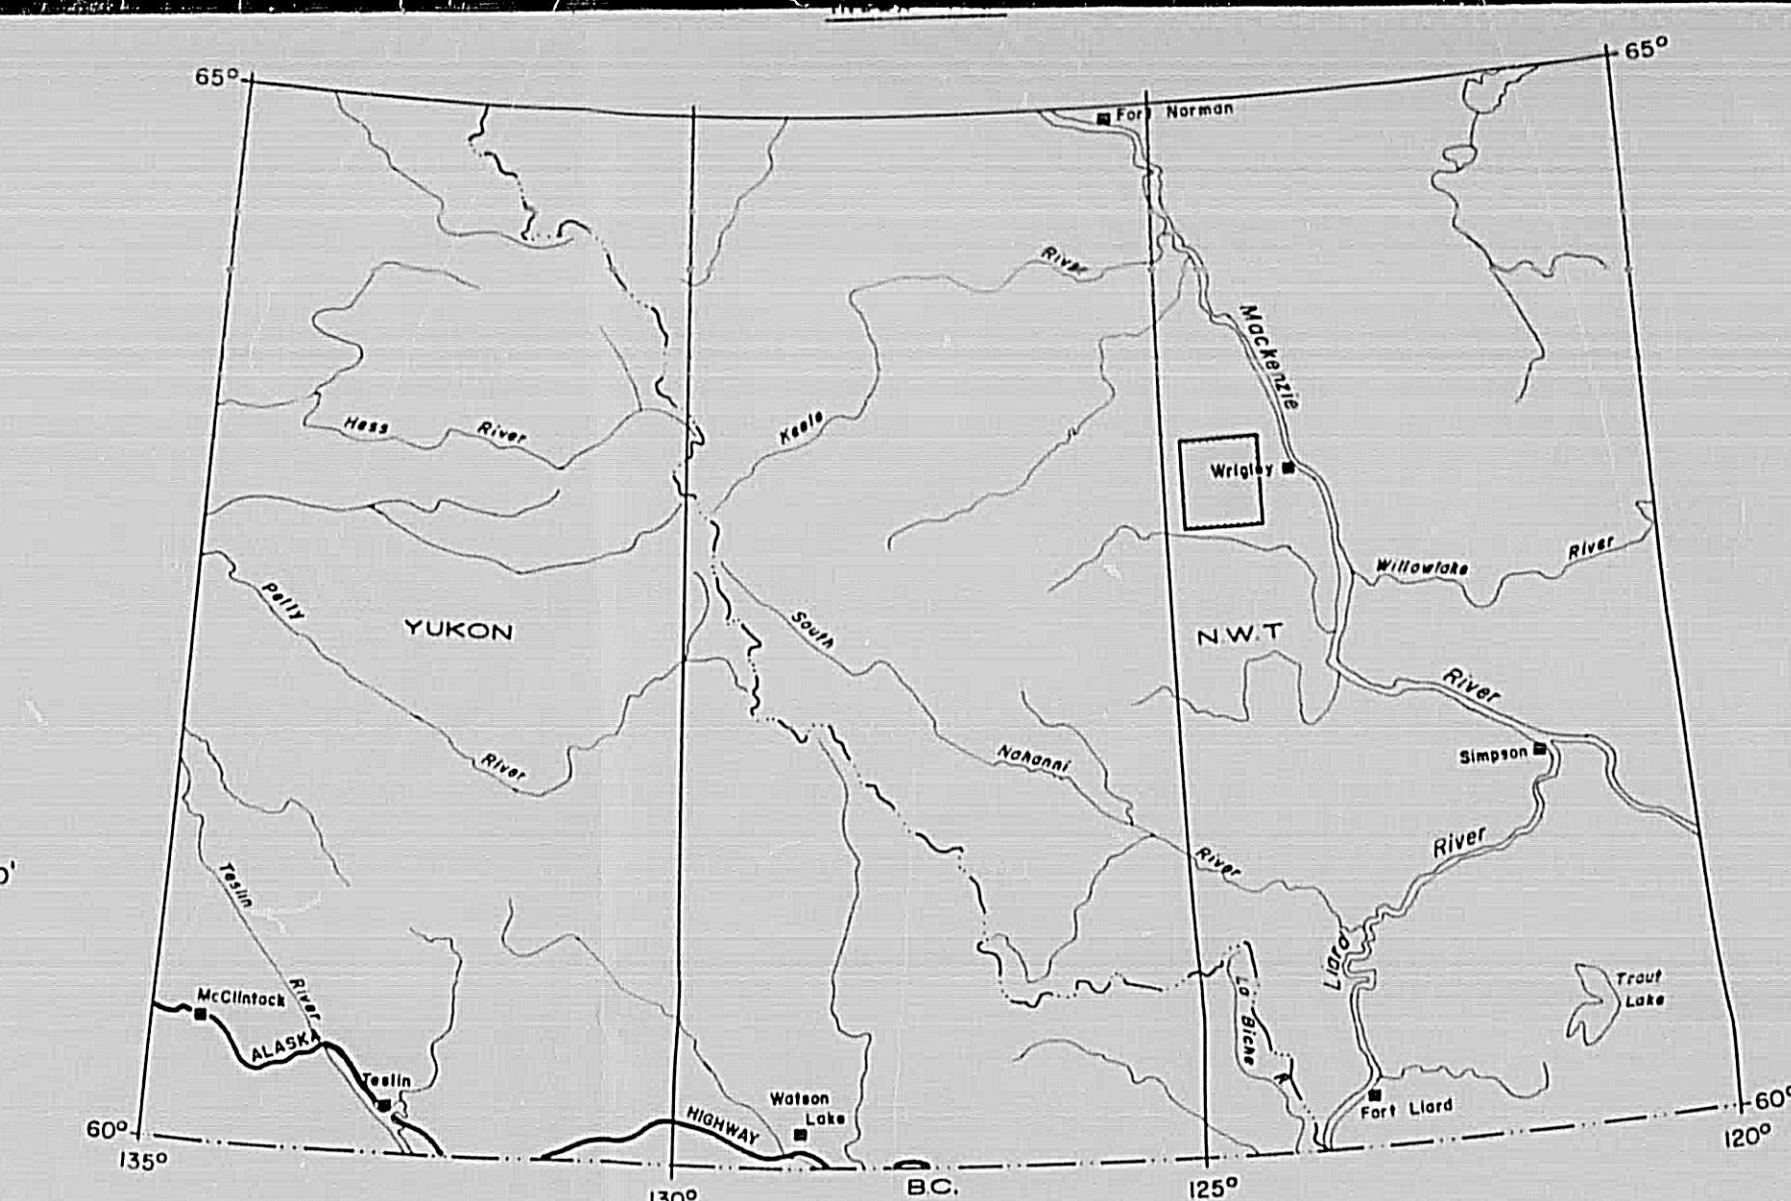 65°
65°
Fort Norman
River
Mackenzie
Hess
River
Keele
Wrigley
Willowlake
River
Pelly
YUKON
South
N.W.T
River
River
Nahanni
Simpson
River
River
Teslin
River
Liard
Trout
Lake
La Biche
McClintock
ALASKA
Teslin
Watson
Lake
HIGHWAY
Fort Liard
60°
60°
135°
130°
B.C.
125°
120°